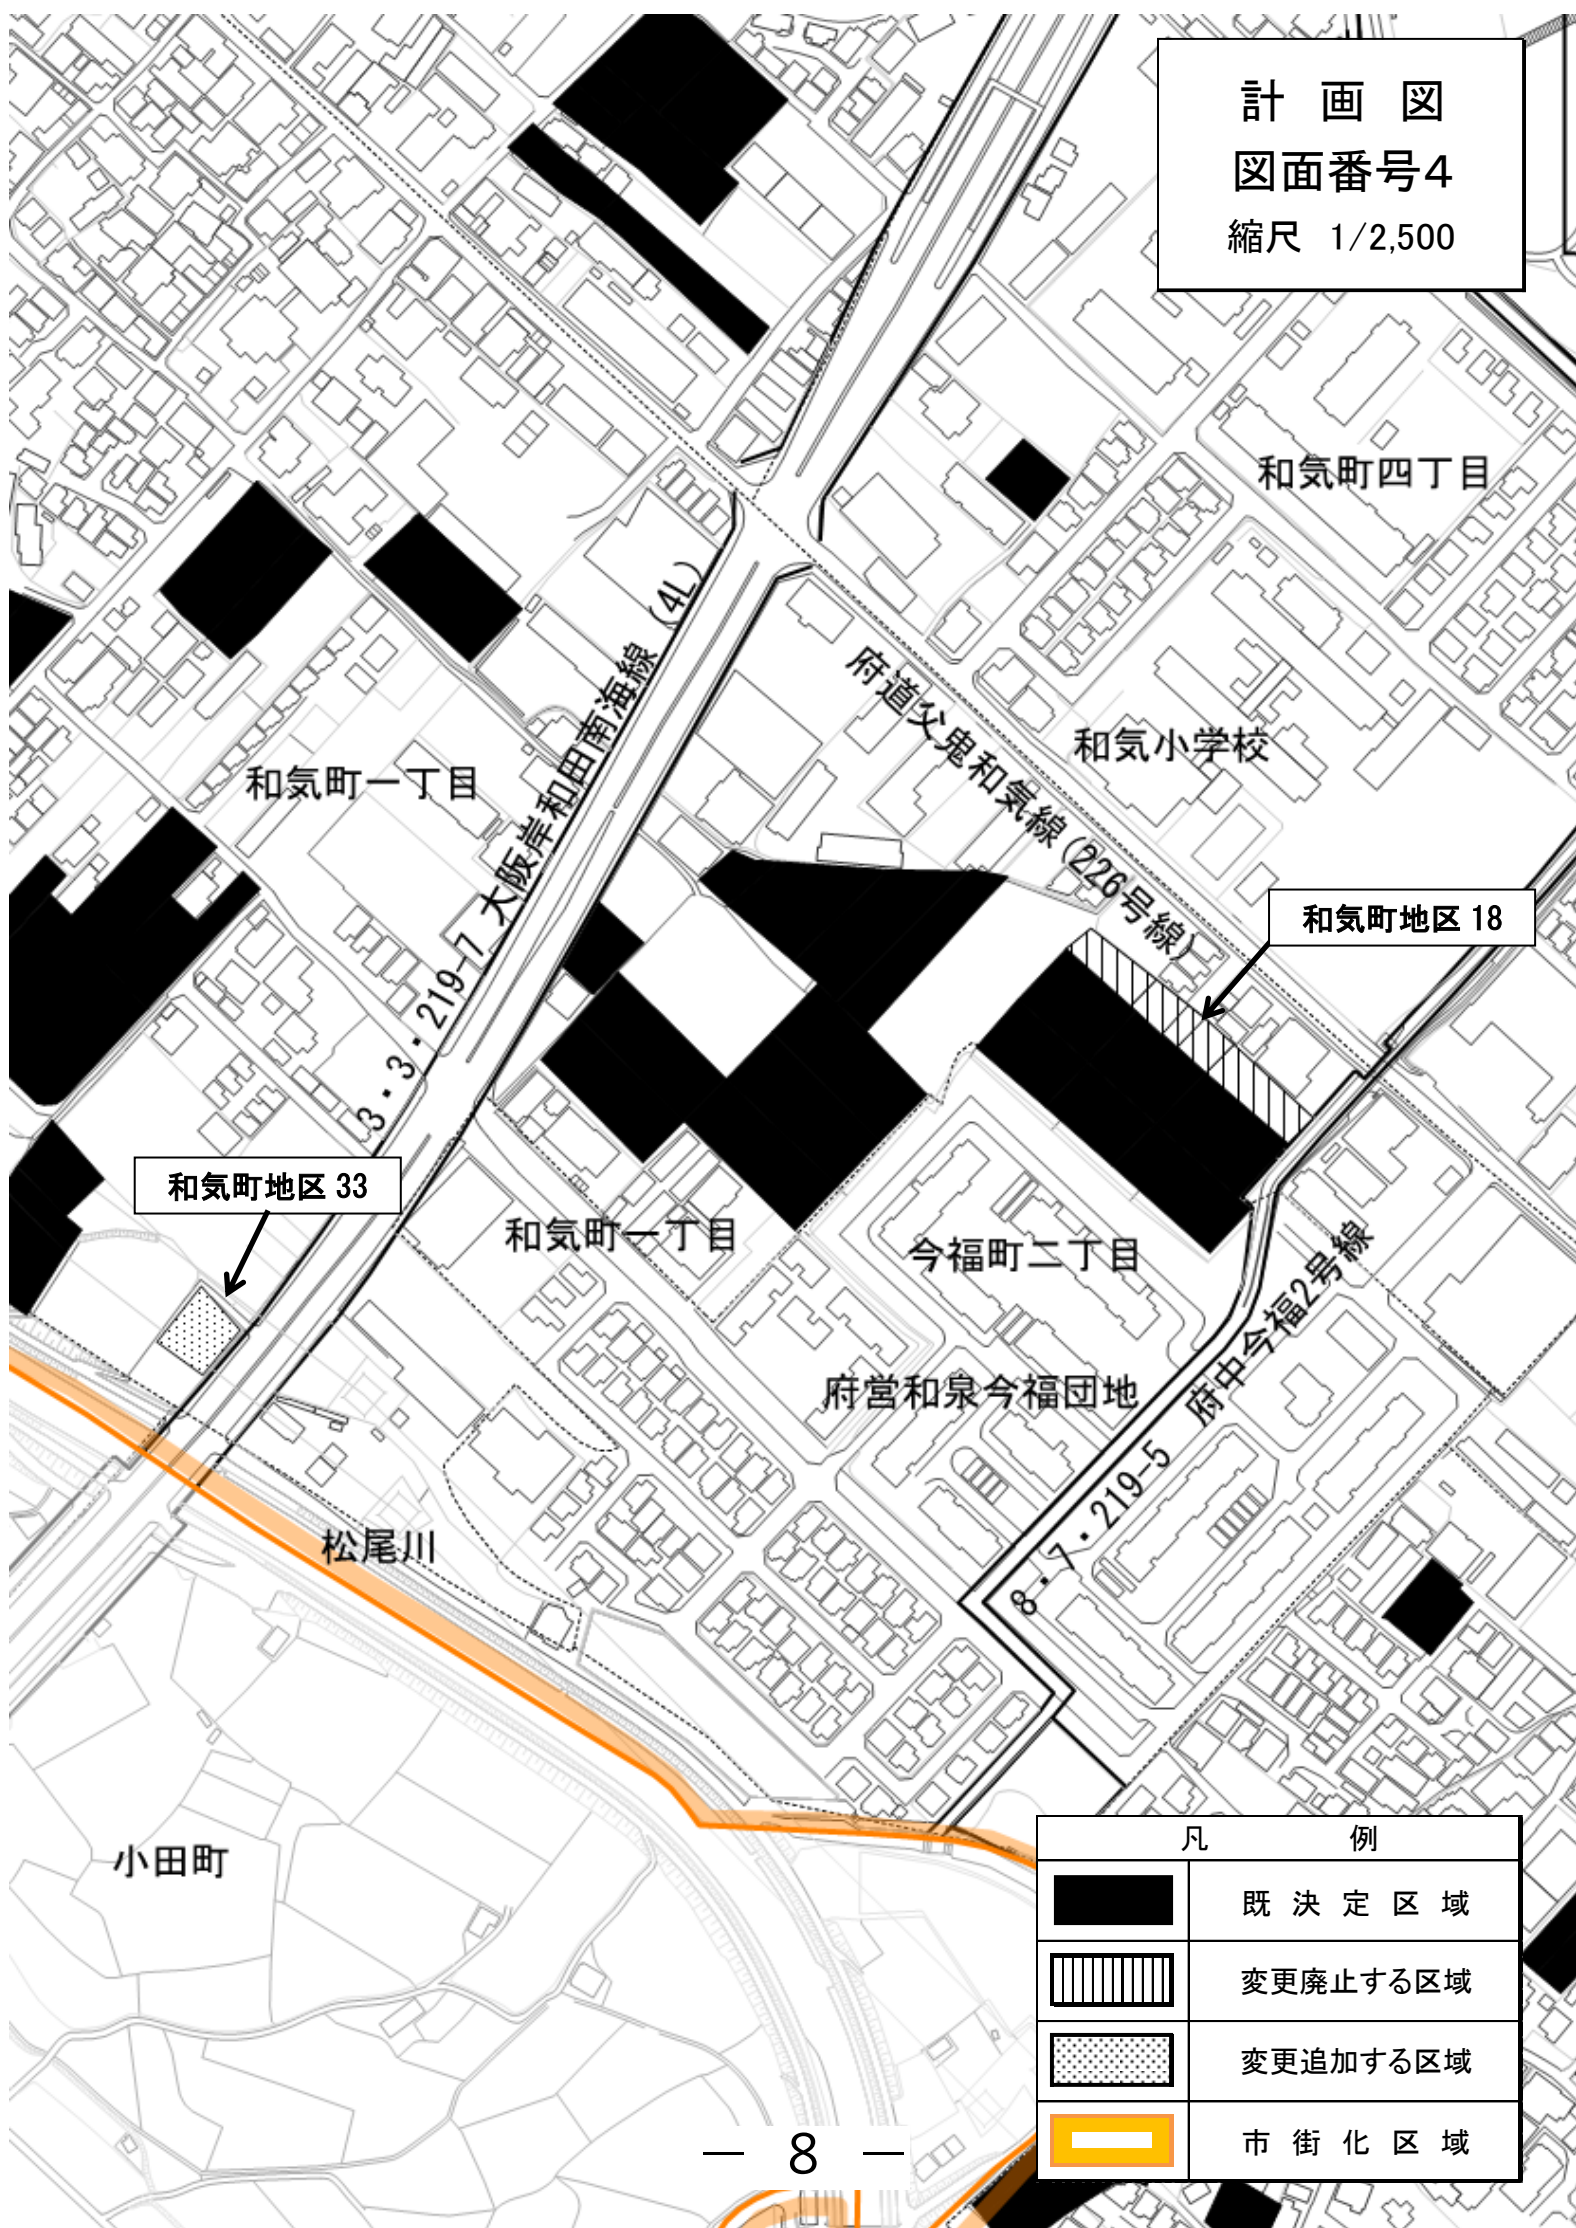 計画図
図面番号4
縮尺 1/2,500
和気町四丁目
3・3・219-7 大阪岸和田南海線 (4L)
府道父鬼和気線(226号線)
和気小学校
和気町一丁目
和気町地区 18
和気町地区 33
和気町一丁目
今福町二丁目
8・7・219-5 府中今福2号線
府営和泉今福団地
松尾川
小田町
凡例
既決定区域
変更廃止する区域
変更追加する区域
市街化区域
— 8 —